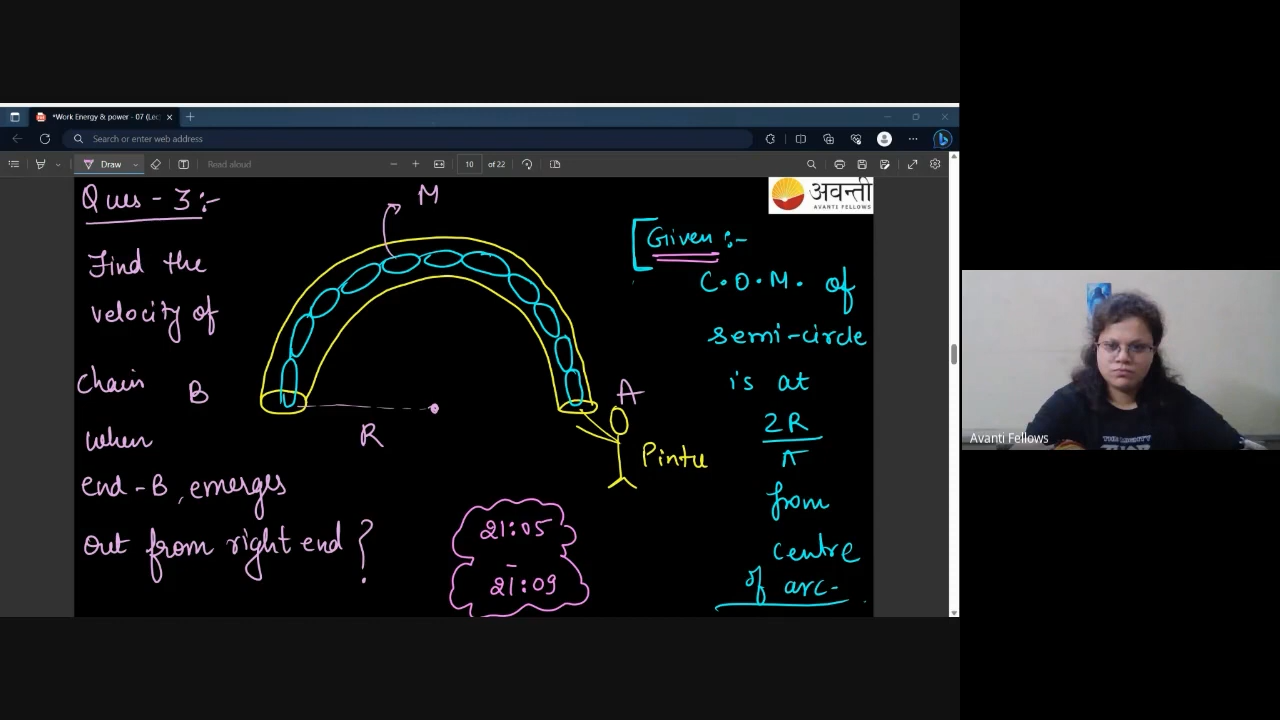 *Work Energy & power - 07 (Lec
Search or enter web address
Draw
Read aloud
10
of 22
Ques - 3:-
Find the
velocity of
chain
when
end-B, emerges
out from right end?
M
B
R
A
Pintu
21:05
-
21:09
अवन्ती
AVANTI FELLOWS
Given :-
C.O.M. of
semi-circle
is at
2R
π
from
centre
of arc.
Avanti Fellows
THE MIGHTY